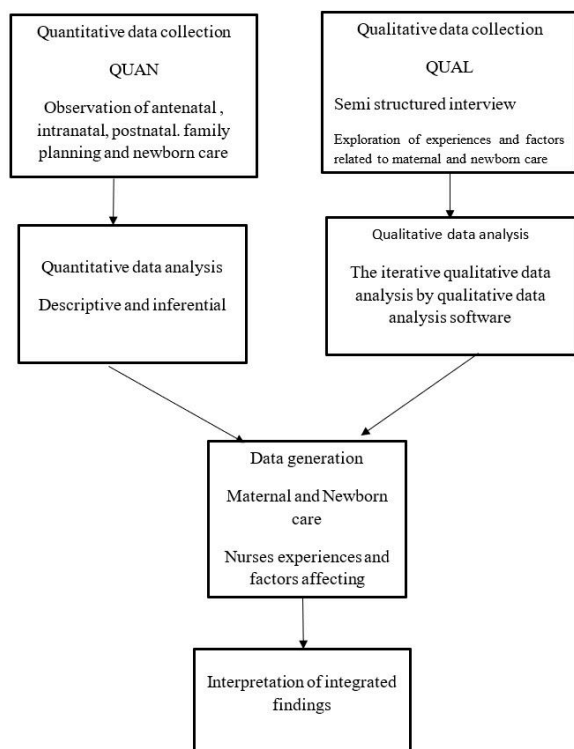 Quantitative data collection
QUAN
Observation of antenatal ,
intranatal, postnatal. family
planning and newborn care
Qualitative data collection
QUAL
Semi structured interview
Exploration of experiences and factors
related to maternal and newborn care
Quantitative data analysis
Descriptive and inferential
Qualitative data analysis
The iterative qualitative data
analysis by qualitative data
analysis software
Data generation
Maternal and Newborn
care
Nurses experiences and
factors affecting
Interpretation of integrated
findings